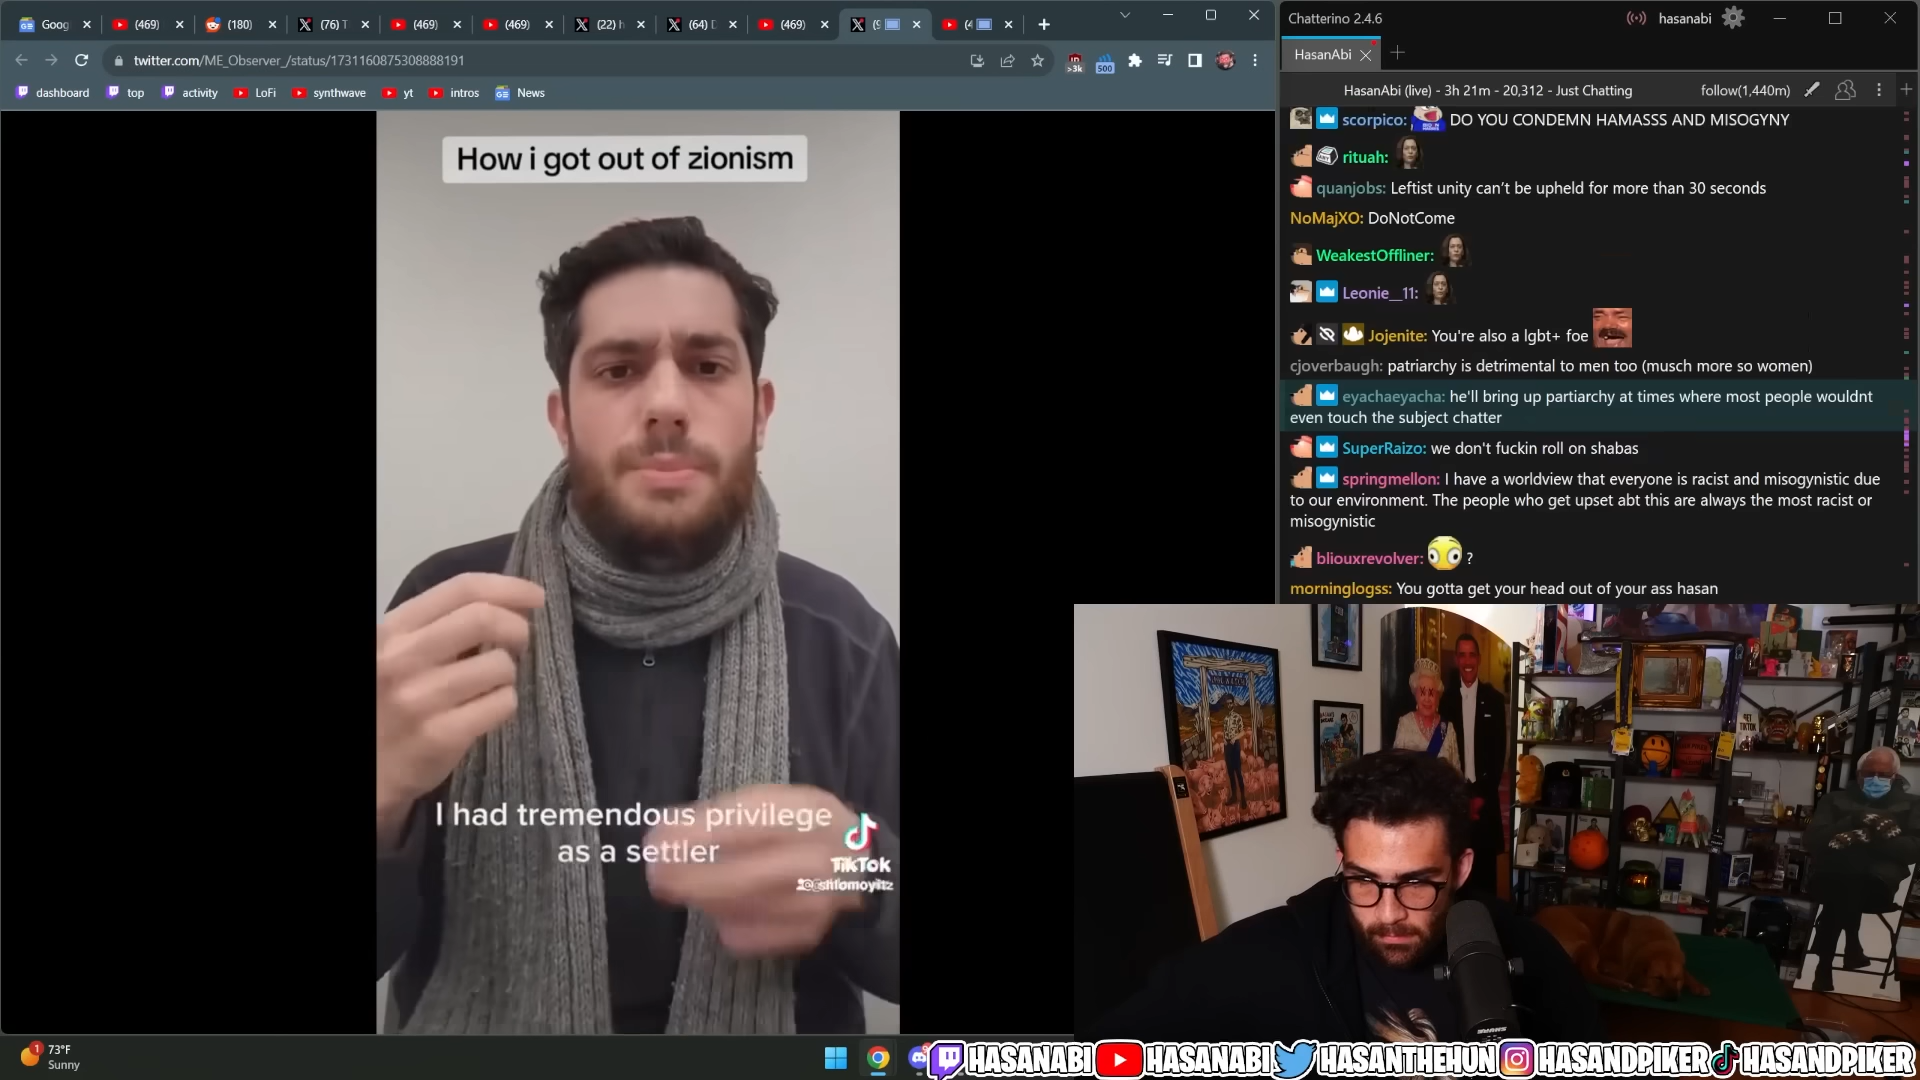 Goog
(469)
(180)
(76) T
(469)
(469)
(22) h
(64)
(469)
twitter.com/ME_Observer_/status/1731160875308888191
>3k
500
dashboard
top
activity
LoFi
synthwave
yt
intros
News
How i got out of zionism
I had tremendous privilege
as a settler
TikTok
@shlomoyitz
Chatterino 2.4.6
hasanabi
HasanAbi
HasanAbi (live) - 3h 21m - 20,312 - Just Chatting
follow(1,440m)
scorpico: DO YOU CONDEMN HAMASSS AND MISOGYNY
rituah:
quanjobs: Leftist unity can't be upheld for more than 30 seconds
NoMajXO: DoNotCome
WeakestOffliner:
Leonie__11:
Jojenite: You're also a lgbt+ foe
cjoverbaugh: patriarchy is detrimental to men too (musch more so women)
eyachaeyacha: he'll bring up partiarchy at times where most people wouldnt
even touch the subject chatter
SuperRaizo: we don't fuckin roll on shabas
springmellon: I have a worldview that everyone is racist and misogynistic due
to our environment. The people who get upset abt this are always the most racist or
misogynistic
bliouxrevolver: ?
morninglogss: You gotta get your head out of your ass hasan
1
73°F
Sunny
HASANABI
HASANABI
HASANTHEHUN
HASANDPIKER
HASANDPIKER